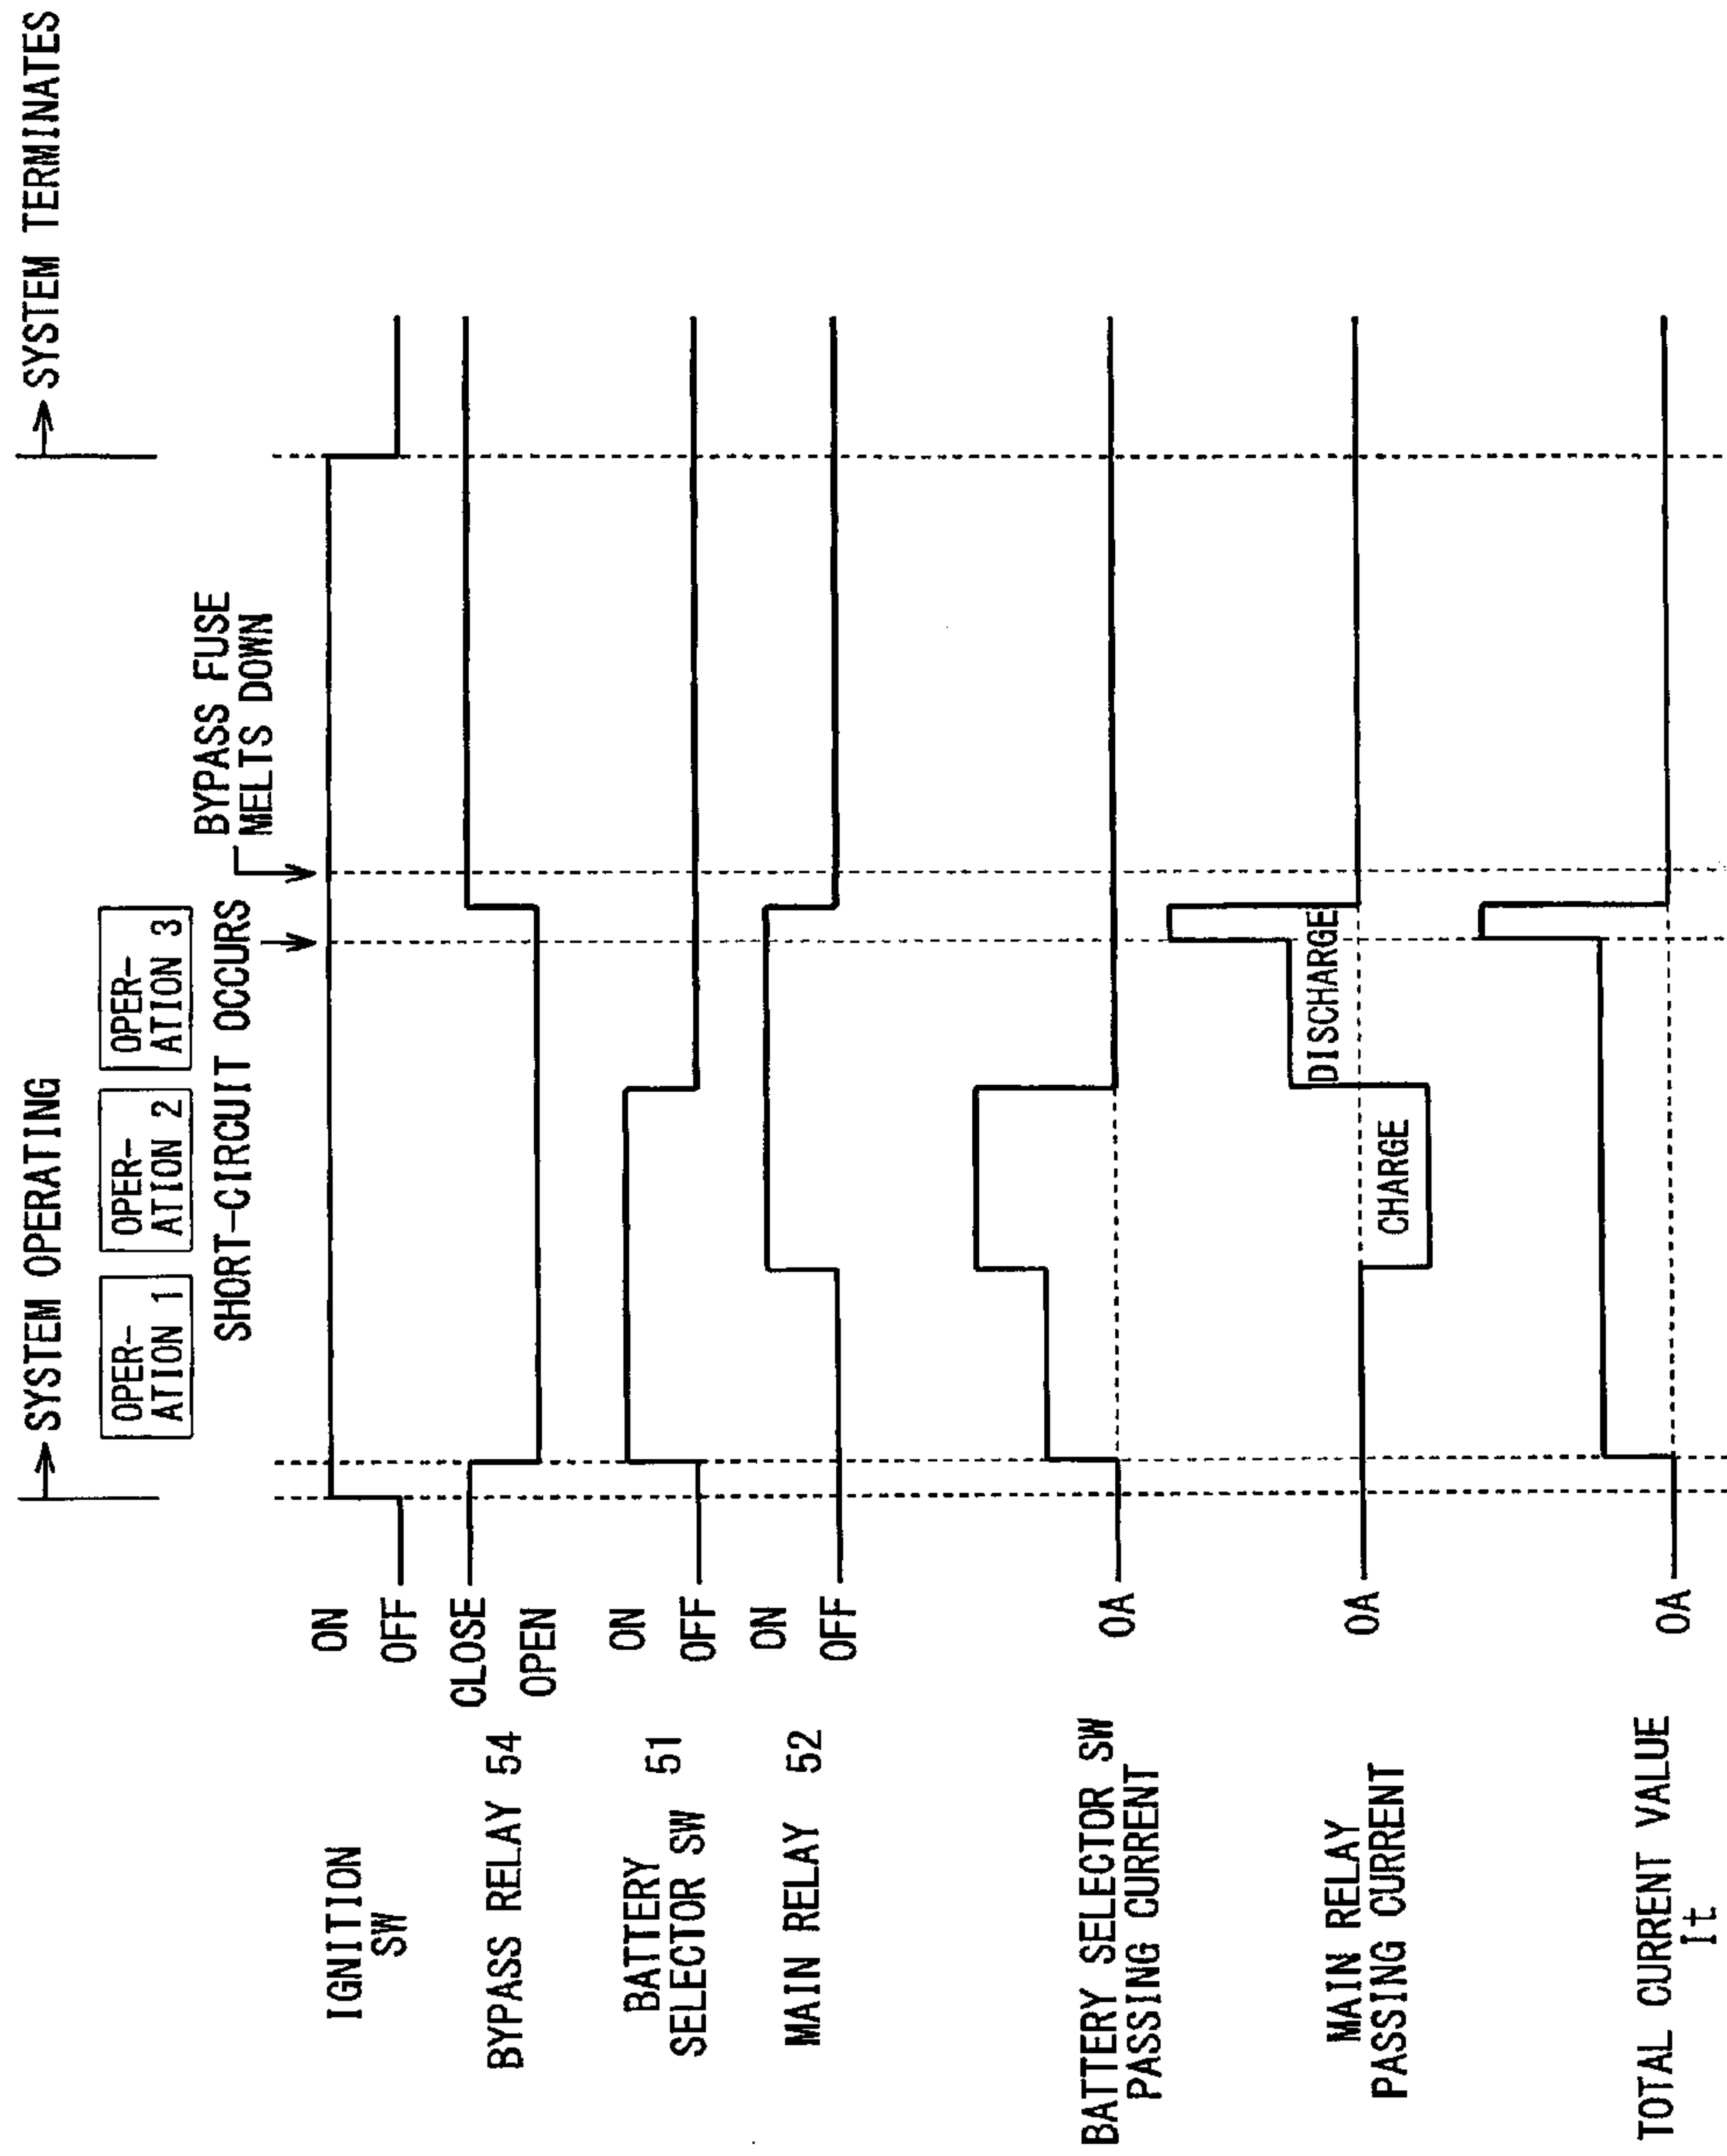 SYSTEM OPERATING
SYSTEM TERMINATES
OPER-
ATION 1
OPER-
ATION 2
OPER-
ATION 3
SHORT-CIRCUIT OCCURS
BYPASS FUSE
MELTS DOWN
IGNITION
SW
ON
OFF
BYPASS RELAY 54
CLOSE
OPEN
BATTERY
SELECTOR SW 51
ON
OFF
MAIN RELAY 52
ON
OFF
BATTERY SELECTOR SW
PASSING CURRENT
0A
MAIN RELAY
PASSING CURRENT
0A
CHARGE
DISCHARGE
TOTAL CURRENT VALUE
It
0A